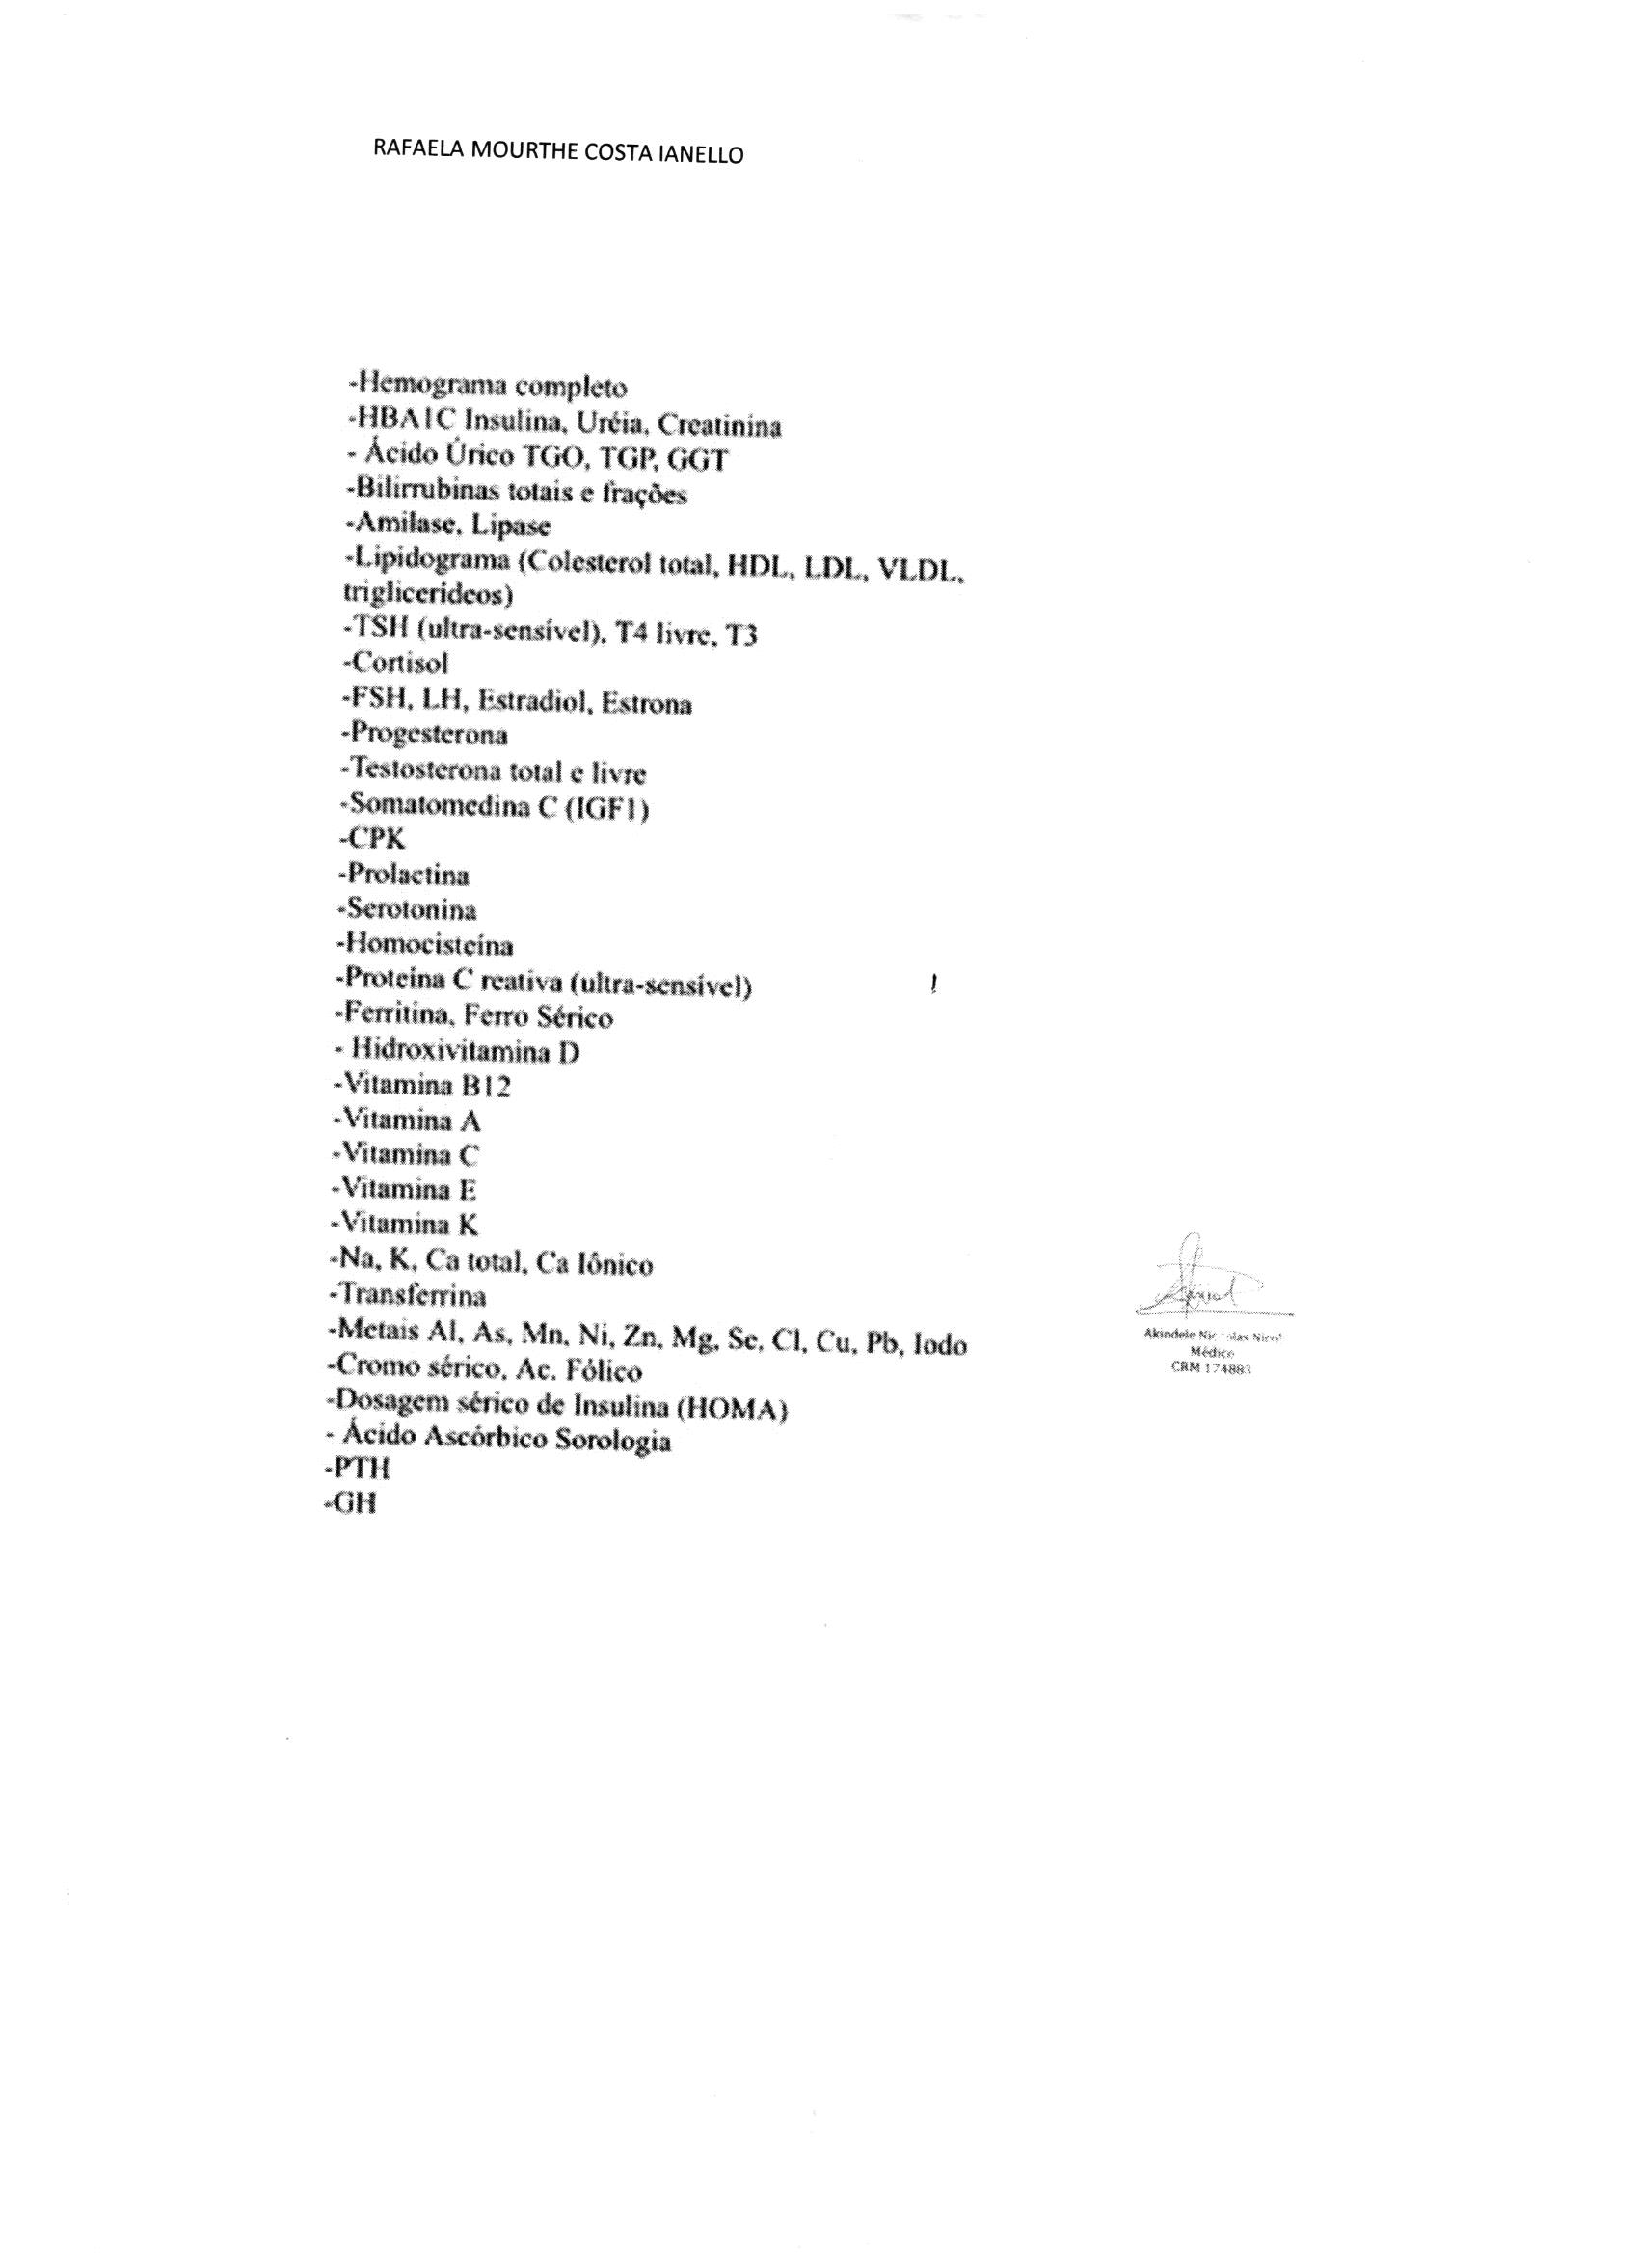 RAFAELA MOURTHE COSTA IANELLO
-Hemograma completo
-HBA1C Insulina, Uréia, Creatinina
- Ácido Úrico TGO, TGP, GGT
-Bilirrubinas totais e frações
-Amilase, Lipase
-Lipidograma (Colesterol total, HDL, LDL, VLDL,
triglicerídeos)
-TSH (ultra-sensível), T4 livre, T3
-Cortisol
-FSH, LH, Estradiol, Estrona
-Progesterona
-Testosterona total e livre
-Somatomedina C (IGF1)
-CPK
-Prolactina
-Serotonina
-Homocisteína
-Proteína C reativa (ultra-sensível)
-Ferritina, Ferro Sérico
- Hidroxivitamina D
-Vitamina B12
-Vitamina A
-Vitamina C
-Vitamina E
-Vitamina K
-Na, K, Ca total, Ca Iônico
-Transferrina
-Metais Al, As, Mn, Ni, Zn, Mg, Se, Cl, Cu, Pb, Iodo
-Cromo sérico, Ac. Fólico
-Dosagem sérico de Insulina (HOMA)
- Ácido Ascórbico Sorologia
-PTH
-GH
Akindele
Médico
CRM 174883